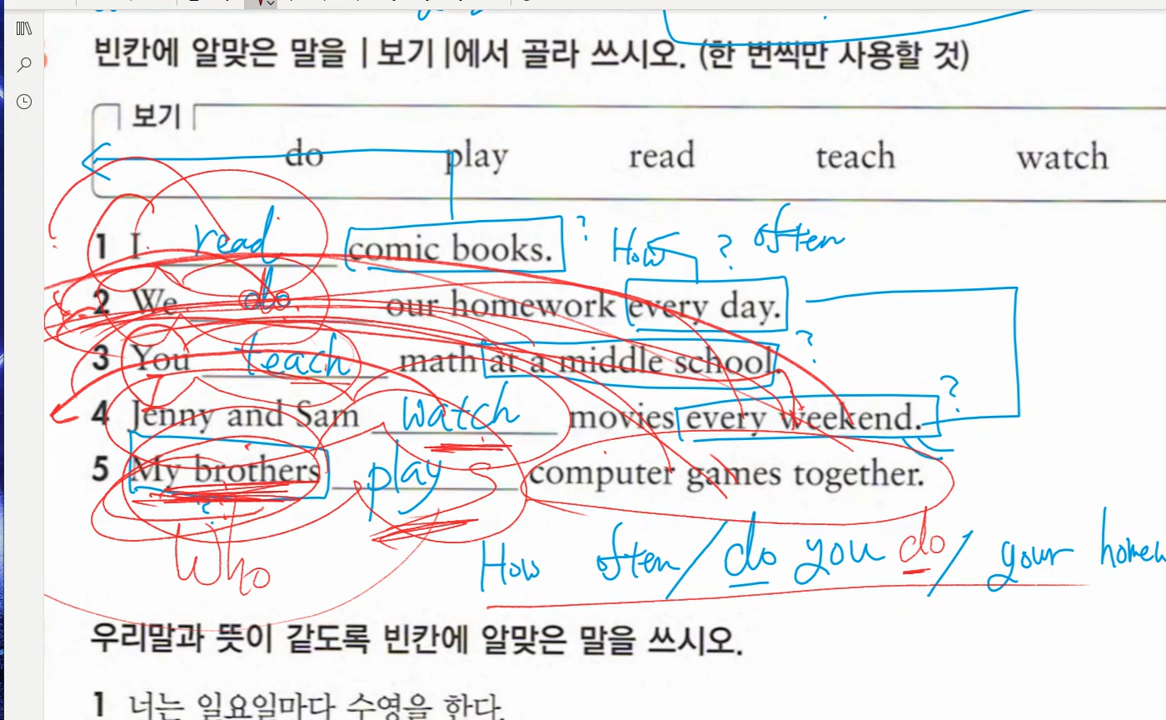 빈칸에 알맞은 말을 | 보기 |에서 골라 쓰시오. (한 번씩만 사용할 것)
보기
do play read teach watch
1 I read comic books. ? How ? often
2 We do our homework every day.
3 You teach math at a middle school. ?
4 Jenny and Sam watch movies every weekend. ?
5 My brothers plays computer games together.
?
Who
How often / do you do / your homew
우리말과 뜻이 같도록 빈칸에 알맞은 말을 쓰시오.
1 너는 일요일마다 수영을 한다.